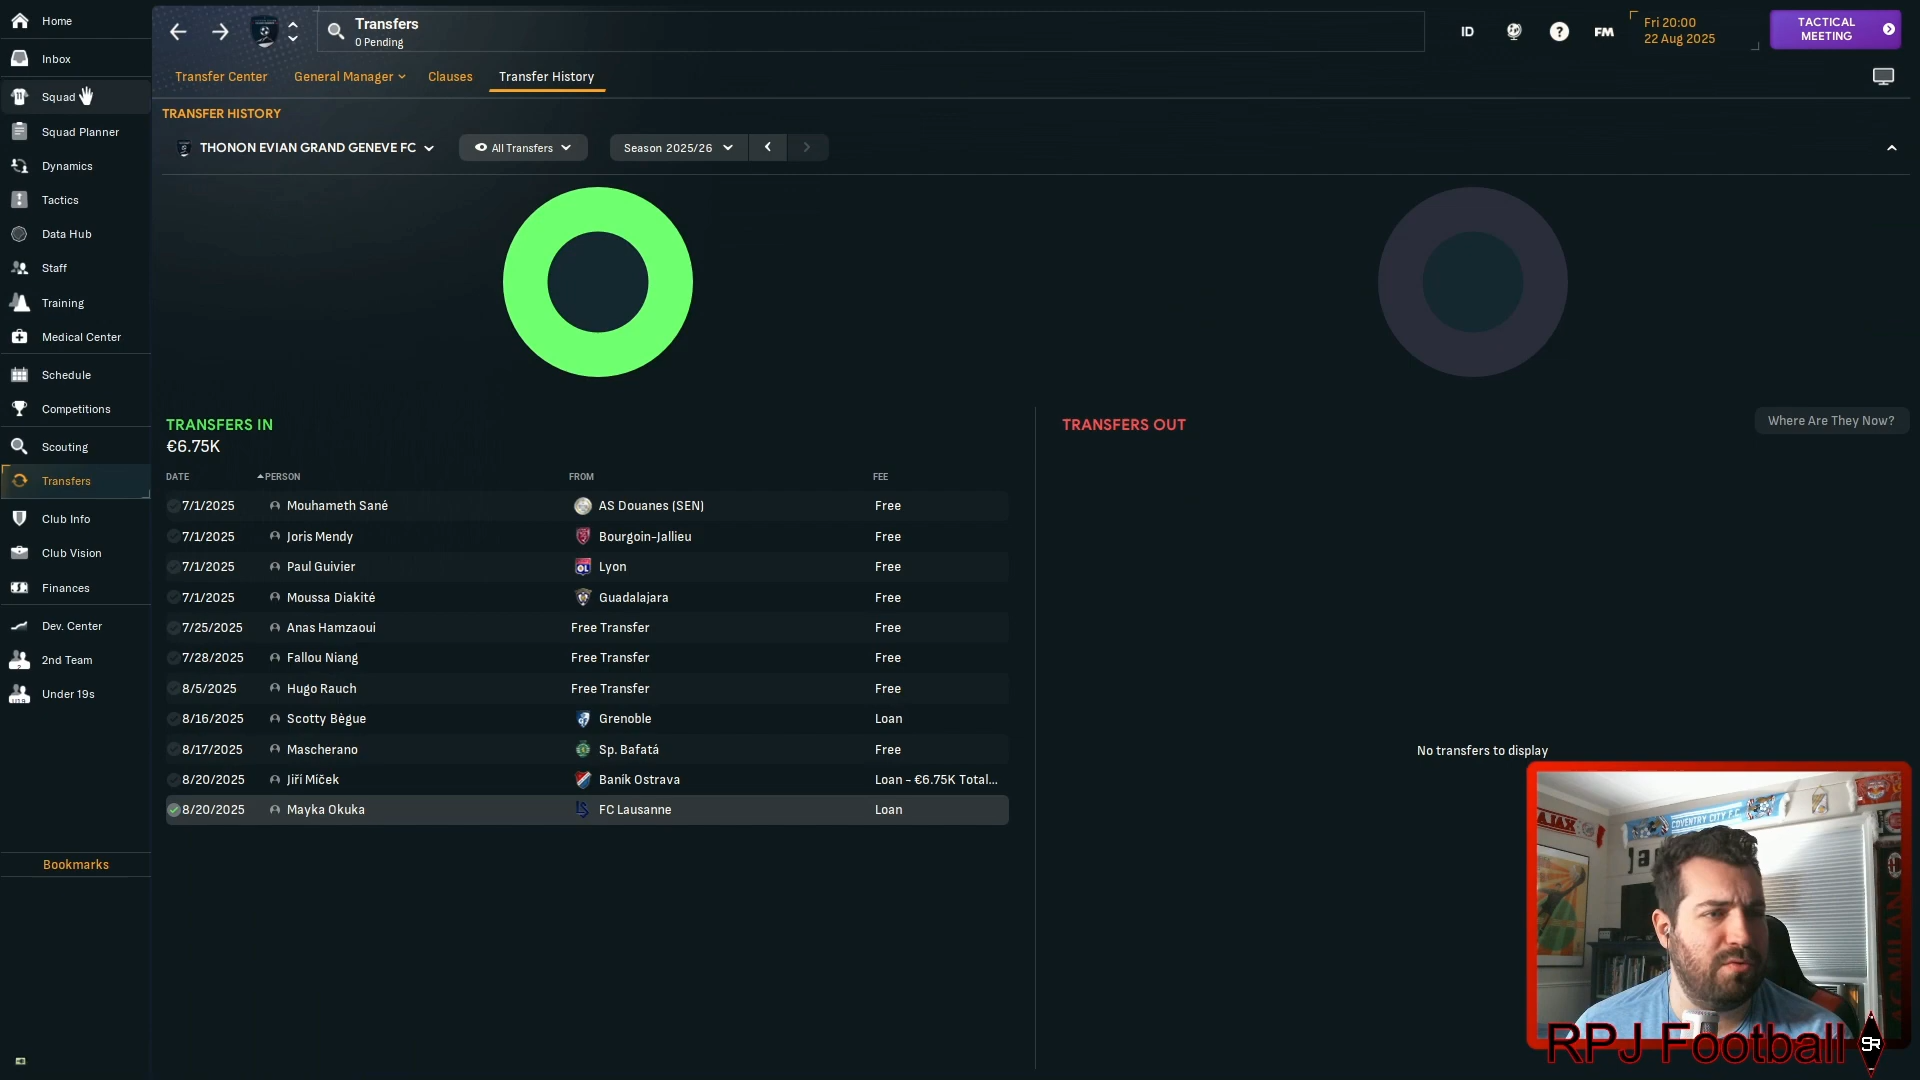 Home
Inbox
Squad
Squad Planner
Dynamics
Tactics
Data Hub
Staff
Training
Medical Center
Schedule
Competitions
Scouting
Transfers
Club Info
Club Vision
Finances
Dev. Center
2nd Team
Under 19s
Bookmarks
Transfers
0 Pending
ID
FM
Fri 20:00
22 Aug 2025
TACTICAL
MEETING
Transfer Center
General Manager
Clauses
Transfer History
TRANSFER HISTORY
THONON EVIAN GRAND GENEVE FC
All Transfers
Season 2025/26
TRANSFERS IN
€6.75K
DATE PERSON FROM FEE
7/1/2025 Mouhameth Sané AS Douanes (SEN) Free
7/1/2025 Joris Mendy Bourgoin-Jallieu Free
7/1/2025 Paul Guivier Lyon Free
7/1/2025 Moussa Diakité Guadalajara Free
7/25/2025 Anas Hamzaoui Free Transfer Free
7/28/2025 Fallou Niang Free Transfer Free
8/5/2025 Hugo Rauch Free Transfer Free
8/16/2025 Scotty Bègue Grenoble Loan
8/17/2025 Mascherano Sp. Bafatá Free
8/20/2025 Jiří Míček Baník Ostrava Loan - €6.75K Total...
8/20/2025 Mayka Okuka FC Lausanne Loan
TRANSFERS OUT
Where Are They Now?
No transfers to display
AJAX
COVENTRY CITY F.C
RPJ Football